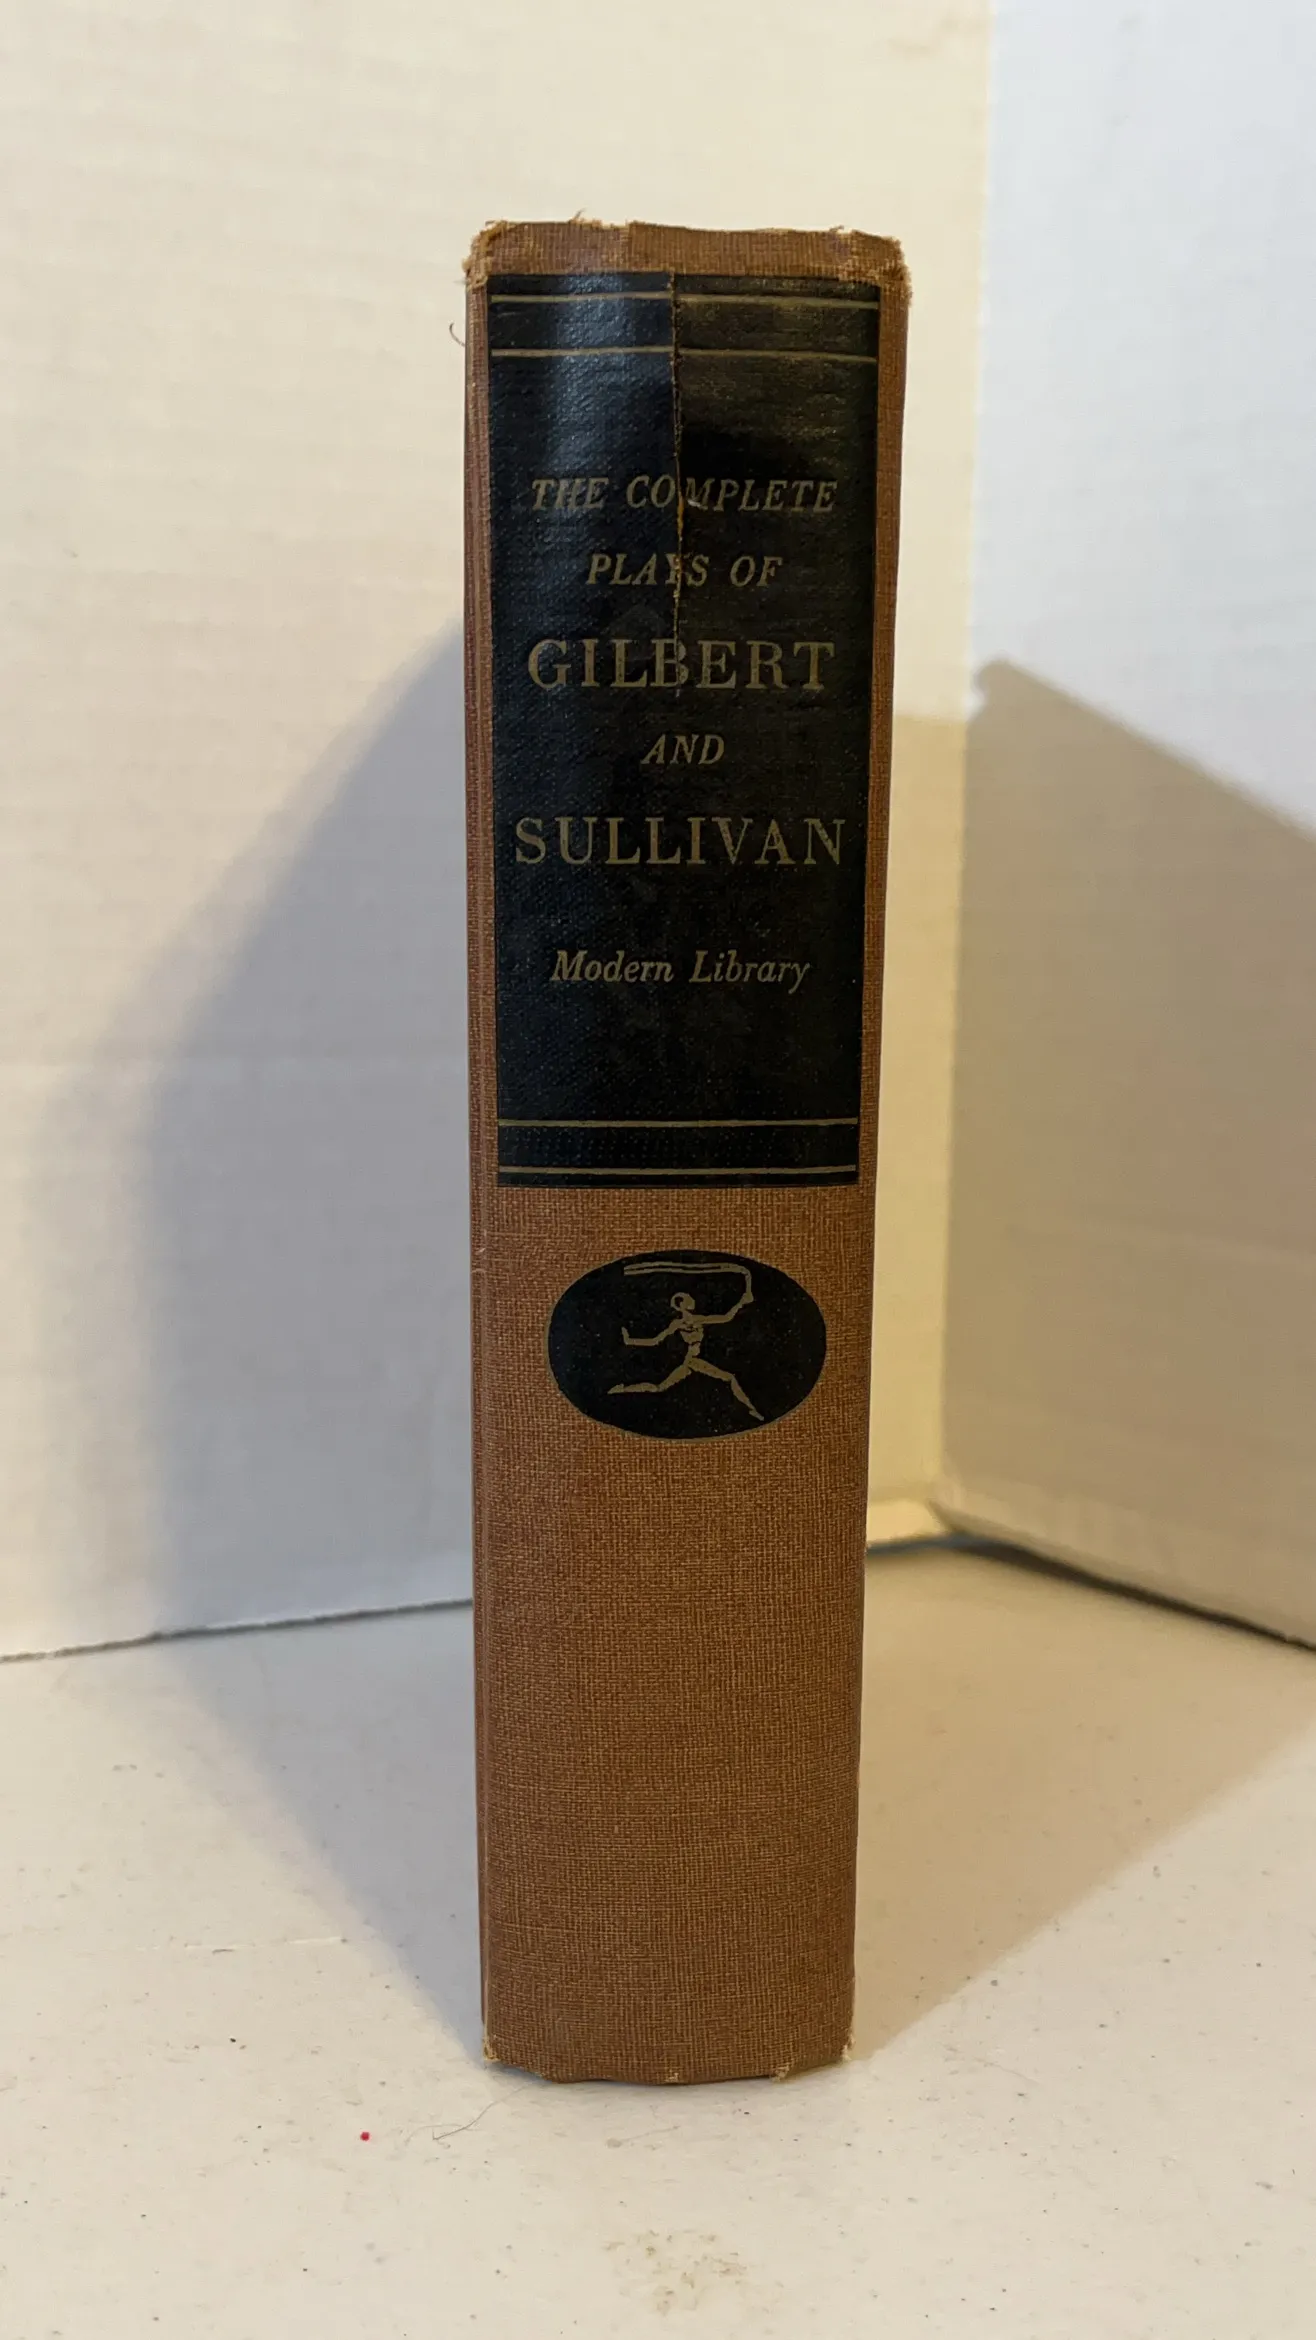 THE COMPLETE
PLAYS OF
GILBERT
AND
SULLIVAN
Modern Library